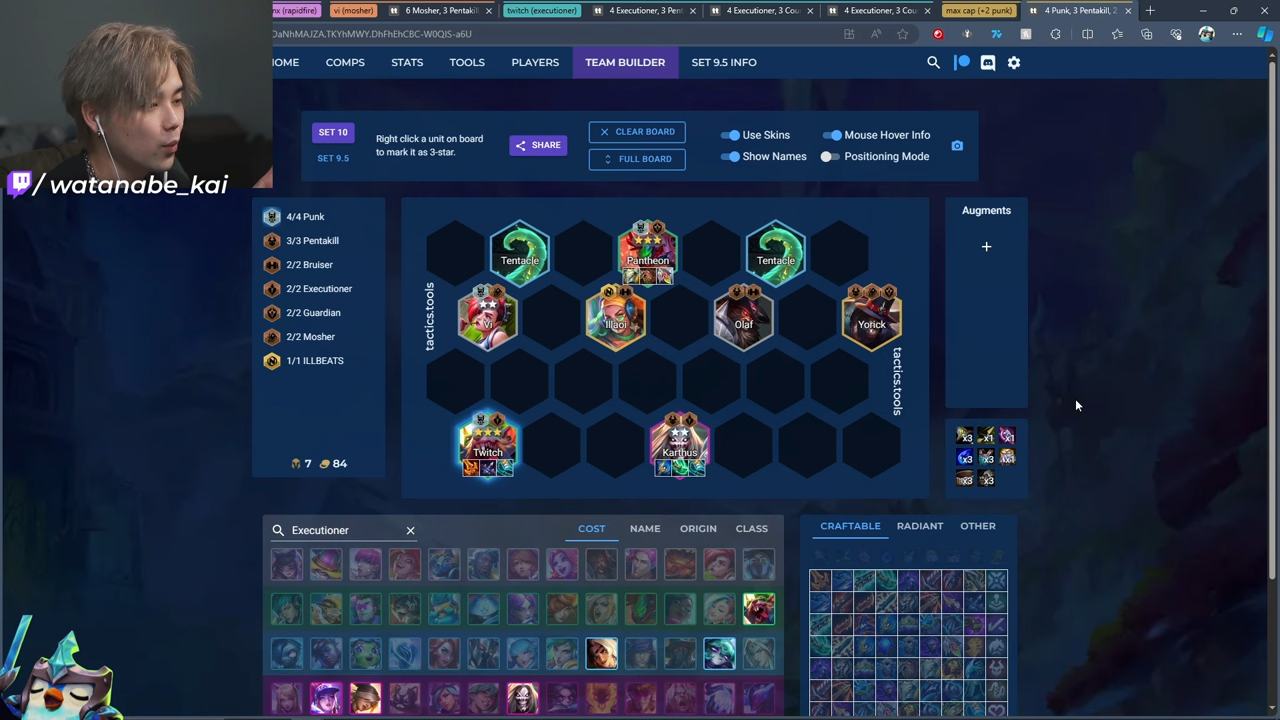 nx (rapidfire)
vi (mosher)
6 Mosher, 3 Pentakill
twitch (executioner)
4 Executioner, 3 Pent
4 Executioner, 3 Cou
4 Executioner, 3 Cou
max cap (+2 punk)
4 Punk, 3 Pentakill, 2
DaNhMAJZA.TKYhMWY.DhFhEhCBC-W0QIS-a6U
OME
COMPS
STATS
TOOLS
PLAYERS
TEAM BUILDER
SET 9.5 INFO
/watanabe_kai
SET 10
SET 9.5
Right click a unit on board
to mark it as 3-star.
SHARE
CLEAR BOARD
FULL BOARD
Use Skins
Mouse Hover Info
Show Names
Positioning Mode
4/4 Punk
3/3 Pentakill
2/2 Bruiser
2/2 Executioner
2/2 Guardian
2/2 Mosher
1/1 ILLBEATS
7
84
tactics.tools
Tentacle
Pantheon
Tentacle
Vi
Illaoi
Olaf
Yorick
Twitch
Karthus
tactics.tools
Augments
+
x3
x1
x1
x3
x3
x1
x3
x3
Executioner
COST
NAME
ORIGIN
CLASS
CRAFTABLE
RADIANT
OTHER